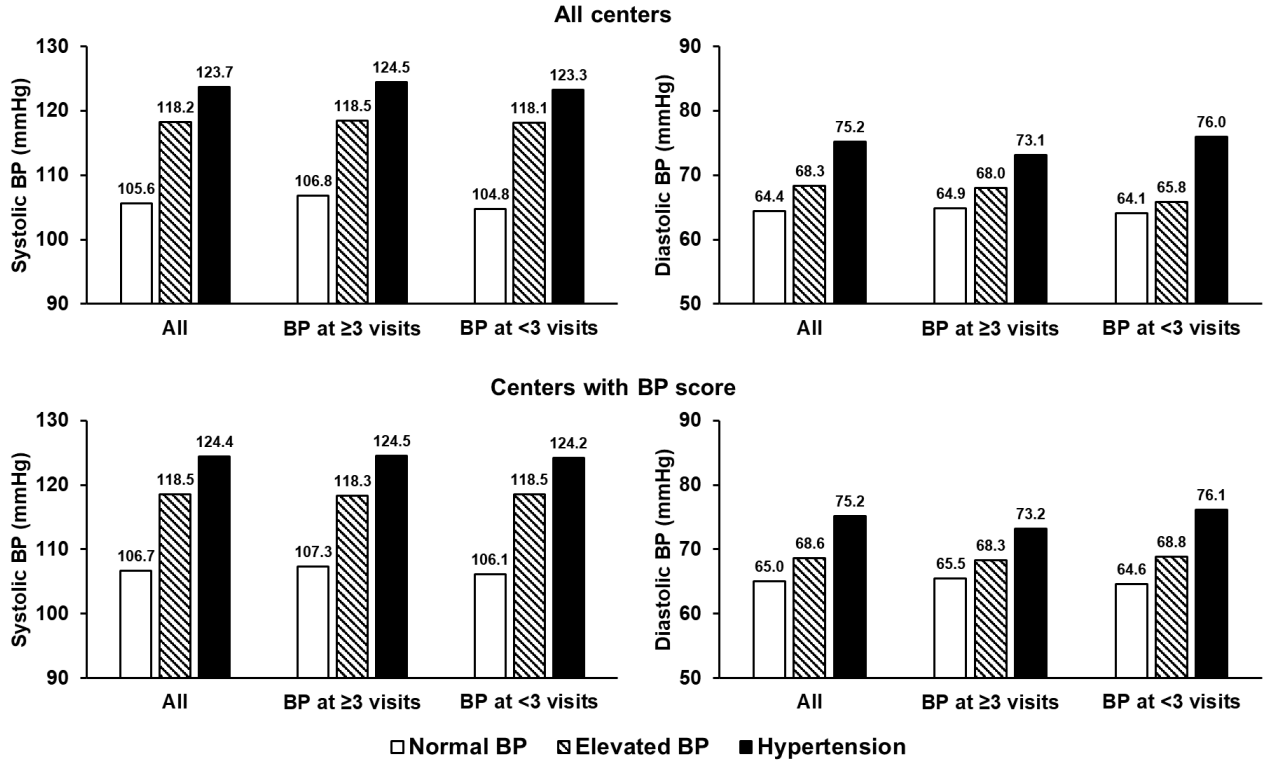 All centers
Systolic BP (mmHg)
130
120
110
100
90
105.6
118.2
123.7
106.8
118.5
124.5
104.8
118.1
123.3
All
BP at ≥3 visits
BP at <3 visits
Diastolic BP (mmHg)
90
80
70
60
50
64.4
68.3
75.2
64.9
68.0
73.1
64.1
65.8
76.0
All
BP at ≥3 visits
BP at <3 visits
Centers with BP score
Systolic BP (mmHg)
130
120
110
100
90
106.7
118.5
124.4
107.3
118.3
124.5
106.1
118.5
124.2
All
BP at ≥3 visits
BP at <3 visits
Diastolic BP (mmHg)
90
80
70
60
50
65.0
68.6
75.2
65.5
68.3
73.2
64.6
68.8
76.1
All
BP at ≥3 visits
BP at <3 visits
Normal BP
Elevated BP
Hypertension